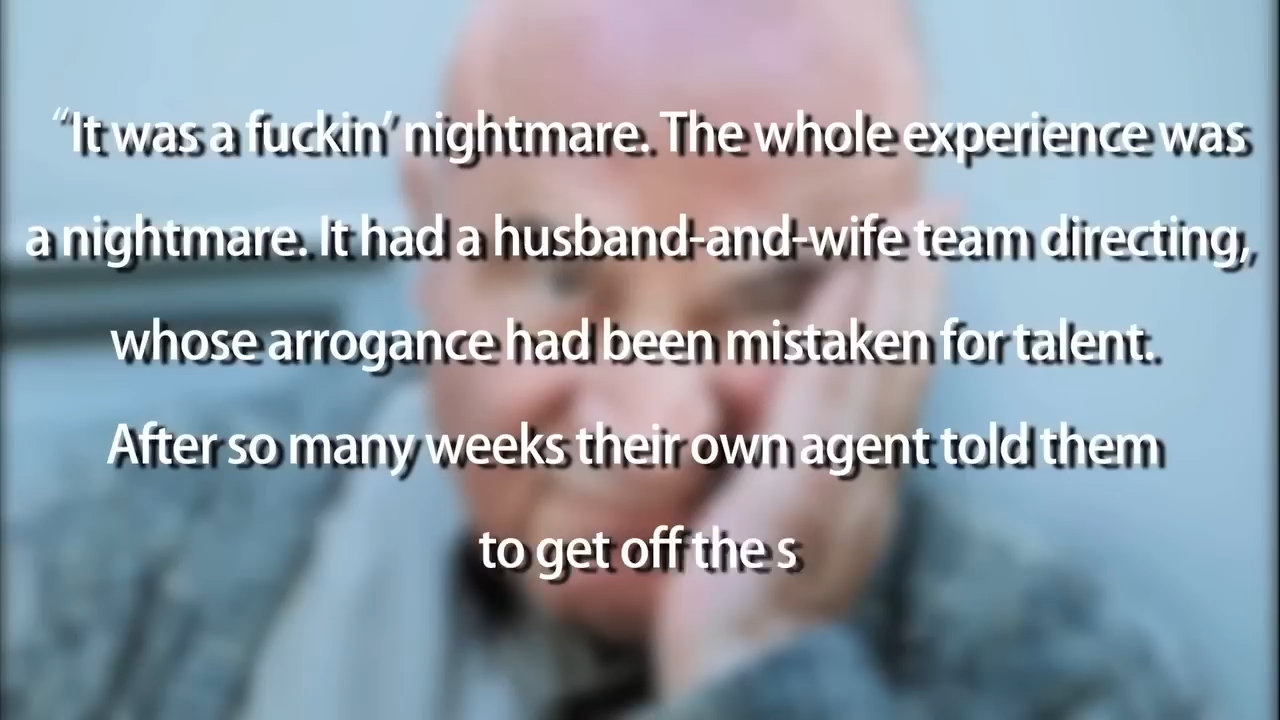 “It was a fuckin’ nightmare. The whole experience was
a nightmare. It had a husband-and-wife team directing,
whose arrogance had been mistaken for talent.
After so many weeks their own agent told them
to get off the s